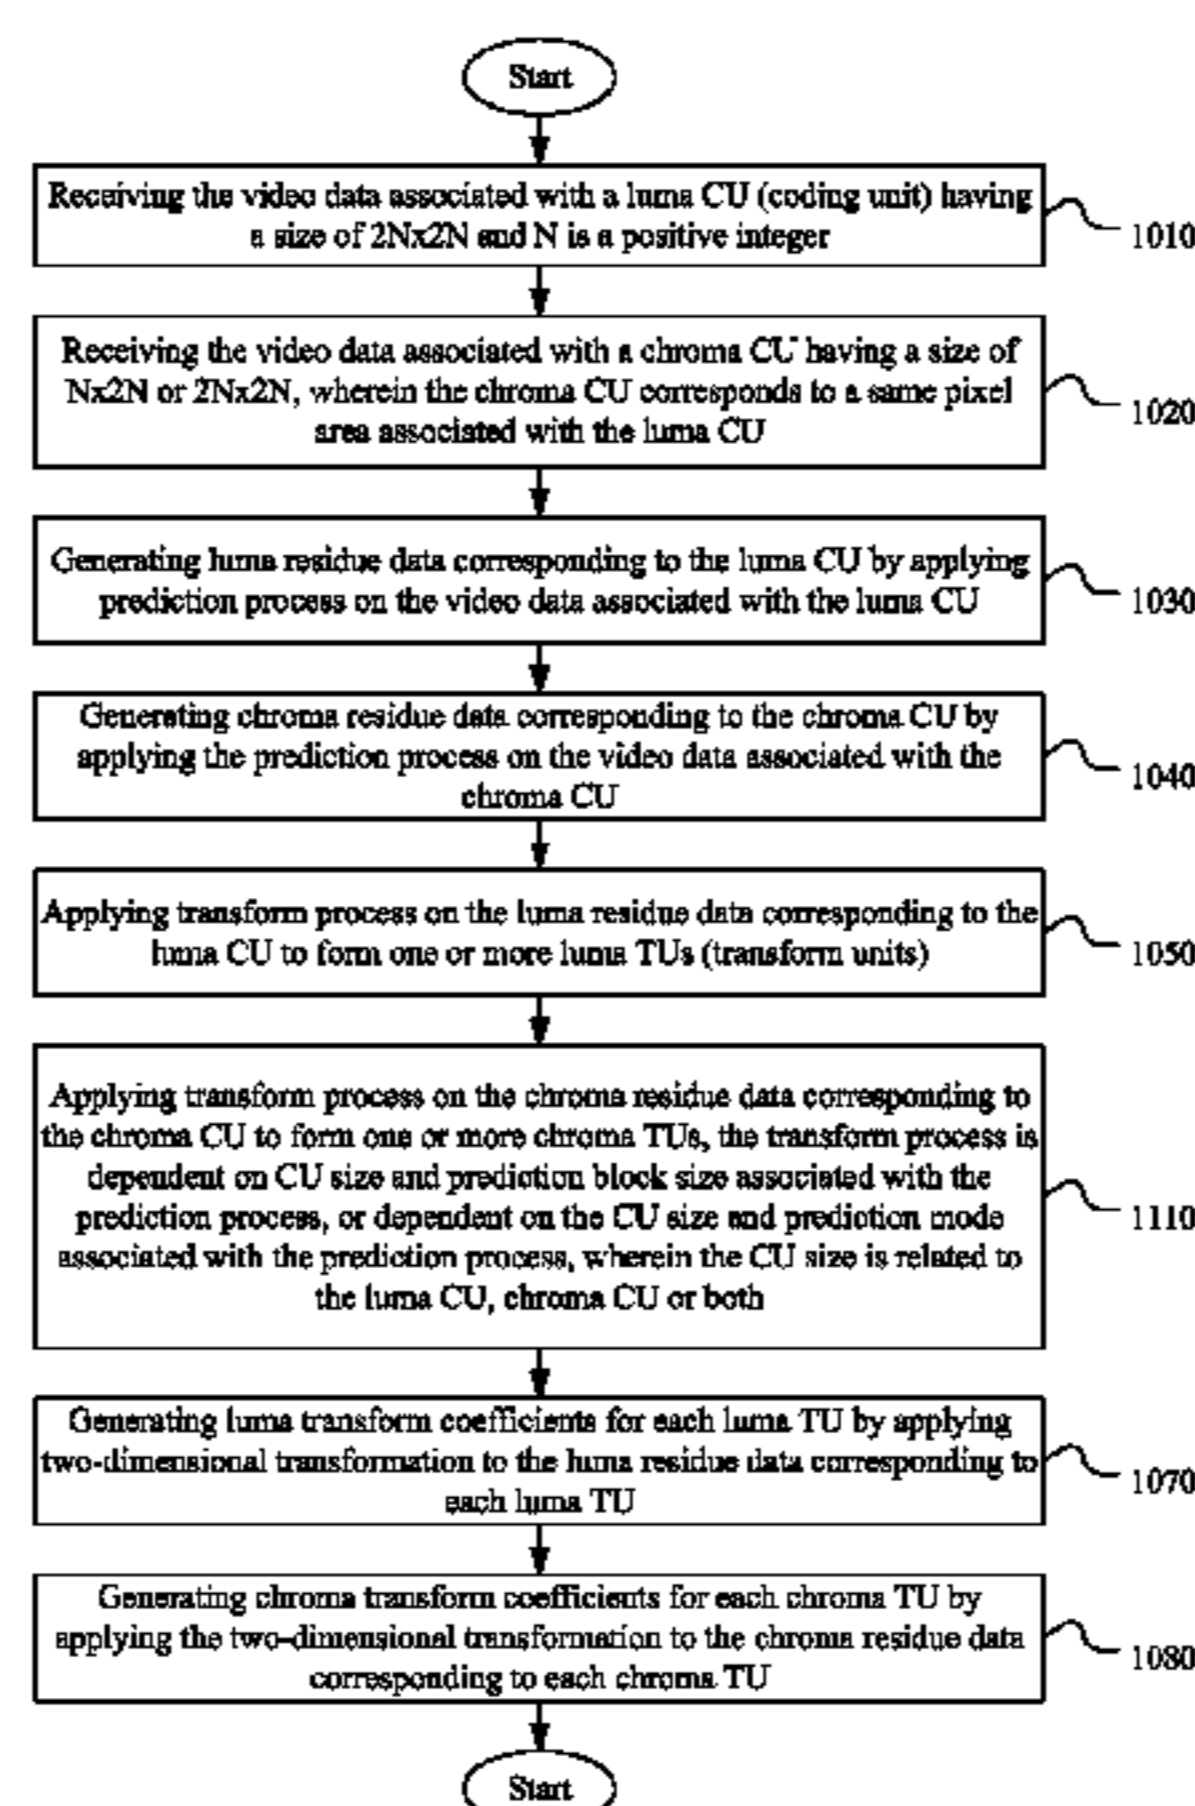 Start
Receiving the video data associated with a luma CU (coding unit) having
a size of 2Nx2N and N is a positive integer
1010
Receiving the video data associated with a chroma CU having a size of
Nx2N or 2Nx2N, wherein the chroma CU corresponds to a same pixel
area associated with the luma CU
1020
Generating luma residue data corresponding to the luma CU by applying
prediction process on the video data associated with the luma CU
1030
Generating chroma residue data corresponding to the chroma CU by
applying the prediction process on the video data associated with the
chroma CU
1040
Applying transform process on the luma residue data corresponding to the
luma CU to form one or more luma TUs (transform units)
1050
Applying transform process on the chroma residue data corresponding to
the chroma CU to form one or more chroma TUs, the transform process is
dependent on CU size and prediction block size associated with the
prediction process, or dependent on the CU size and prediction mode
associated with the prediction process, wherein the CU size is related to
the luma CU, chroma CU or both
1110
Generating luma transform coefficients for each luma TU by applying
two-dimensional transformation to the luma residue data corresponding to
each luma TU
1070
Generating chroma transform coefficients for each chroma TU by
applying the two-dimensional transformation to the chroma residue data
corresponding to each chroma TU
1080
Start